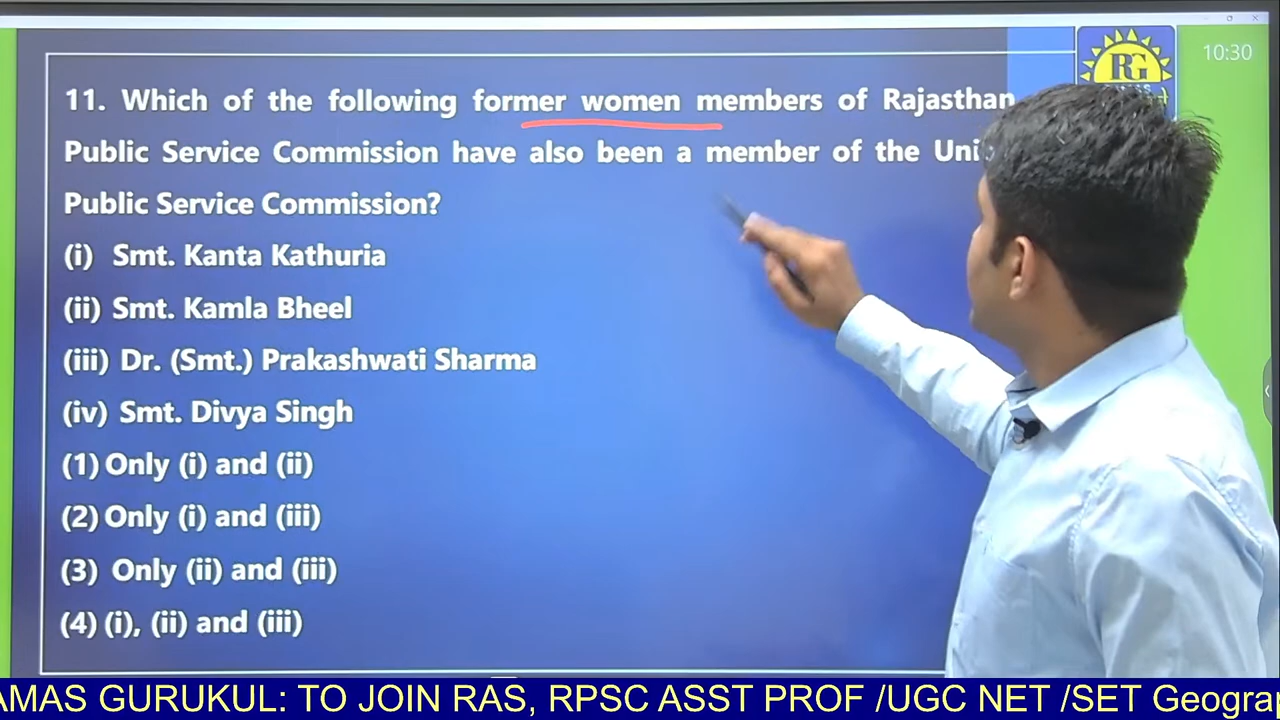 10:30
RG
11. Which of the following former women members of Rajasthan
Public Service Commission have also been a member of the
Public Service Commission?
(i) Smt. Kanta Kathuria
(ii) Smt. Kamla Bheel
(iii) Dr. (Smt.) Prakashwati Sharma
(iv) Smt. Divya Singh
(1) Only (i) and (ii)
(2) Only (i) and (iii)
(3) Only (ii) and (iii)
(4) (i), (ii) and (iii)
AMAS GURUKUL: TO JOIN RAS, RPSC ASST PROF /UGC NET /SET Geogra